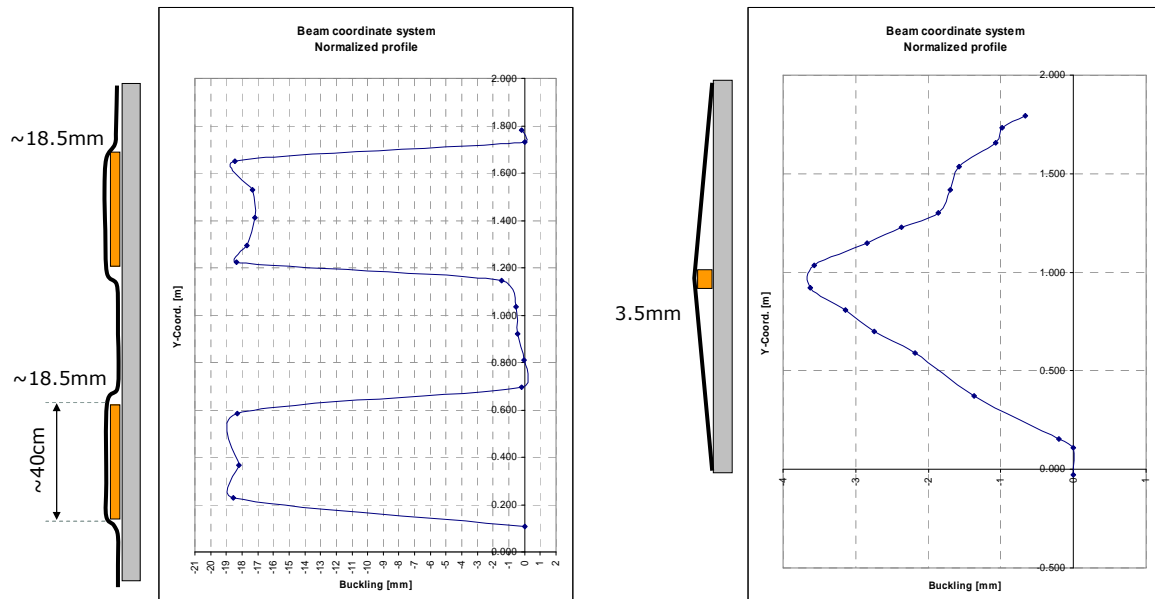 ~18.5mm
~18.5mm
~40cm
Beam coordinate system
Normalized profile
2.000
1.800
1.600
1.400
1.200
1.000
0.800
0.600
0.400
0.200
0.000
Y-Coord. [m]
-21 -20 -19 -18 -17 -16 -15 -14 -13 -12 -11 -10 -9 -8 -7 -6 -5 -4 -3 -2 -1 0 1 2
Buckling [mm]
3.5mm
Beam coordinate system
Normalized profile
2.000
1.500
1.000
0.500
0.000
-0.500
Y-Coord. [m]
-4 -3 -2 -1 0 1
Buckling [mm]